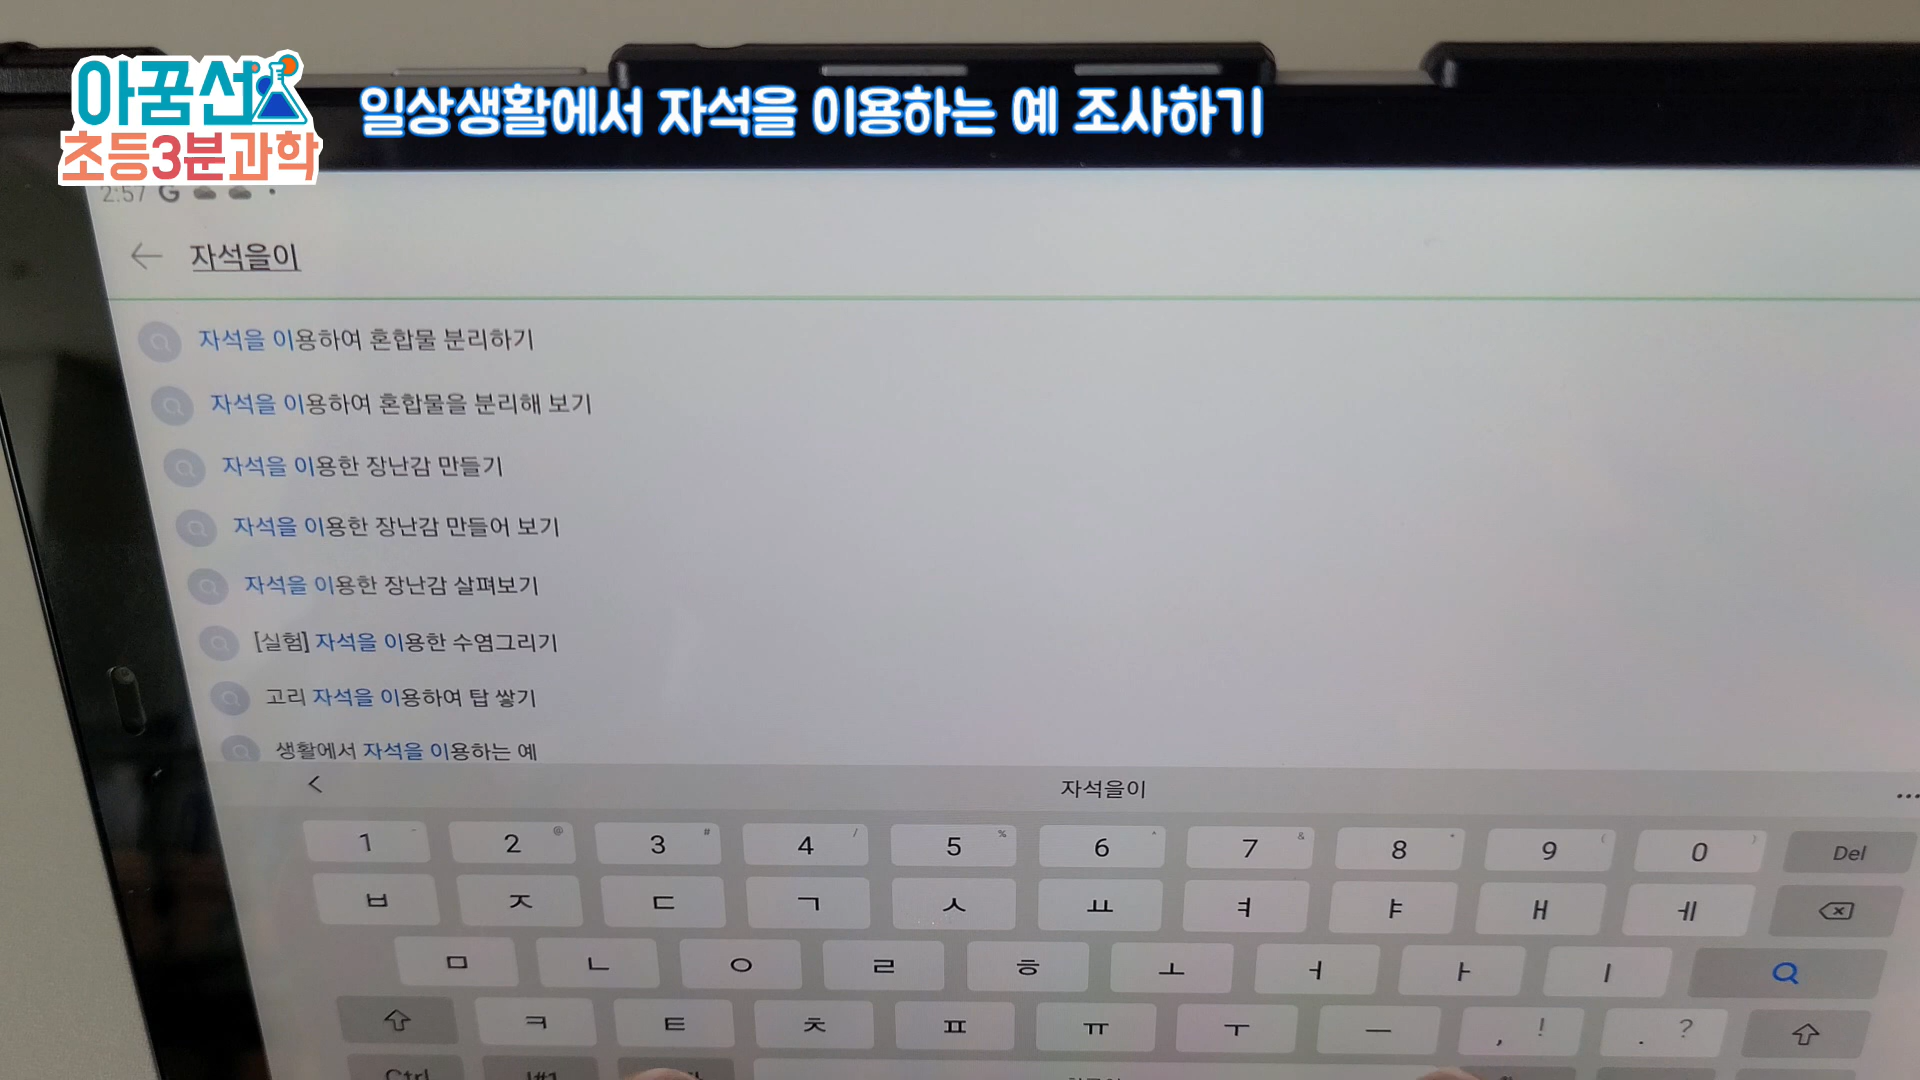 아꿈선
초등3분과학
일상생활에서 자석을 이용하는 예 조사하기
2:57 G
자석을이
자석을 이용하여 혼합물 분리하기
자석을 이용하여 혼합물을 분리해 보기
자석을 이용한 장난감 만들기
자석을 이용한 장난감 만들어 보기
자석을 이용한 장난감 살펴보기
[실험] 자석을 이용한 수염그리기
고리 자석을 이용하여 탑 쌓기
생활에서 자석을 이용하는 예
자석을이
1 2 @ 3 # 4 / 5 % 6 ^ 7 & 8 * 9 ( 0 ) Del
ㅂ ㅈ ㄷ ㄱ ㅅ ㅛ ㅕ ㅑ ㅐ ㅔ
ㅁ ㄴ ㅇ ㄹ ㅎ ㅗ ㅓ ㅏ ㅣ
ㅋ ㅌ ㅊ ㅍ ㅠ ㅜ ㅡ , ! . ?
Ctrl !#1